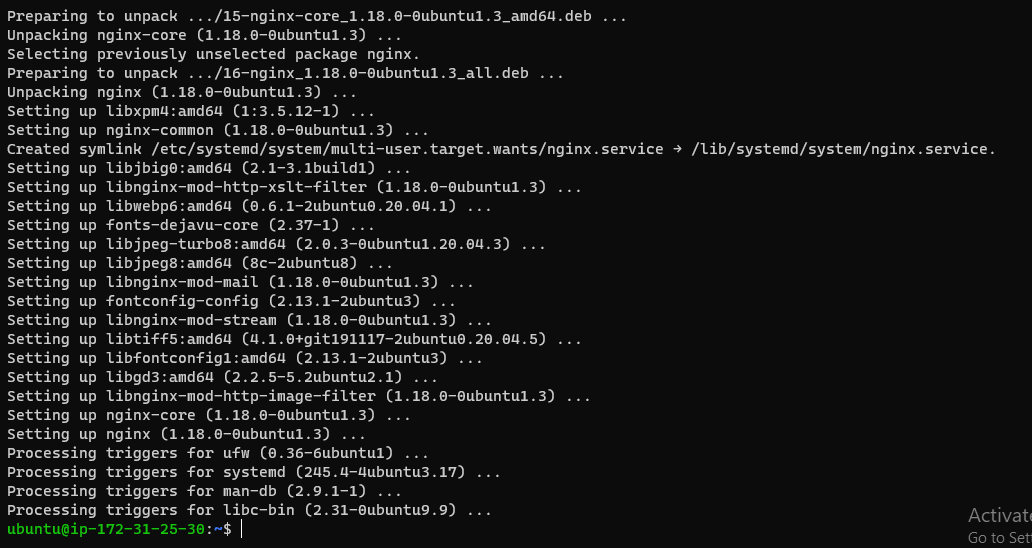 Preparing to unpack .../15-nginx-core_1.18.0-0ubuntu1.3_amd64.deb ...
Unpacking nginx-core (1.18.0-0ubuntu1.3) ...
Selecting previously unselected package nginx.
Preparing to unpack .../16-nginx_1.18.0-0ubuntu1.3_all.deb ...
Unpacking nginx (1.18.0-0ubuntu1.3) ...
Setting up libxpm4:amd64 (1:3.5.12-1) ...
Setting up nginx-common (1.18.0-0ubuntu1.3) ...
Created symlink /etc/systemd/system/multi-user.target.wants/nginx.service → /lib/systemd/system/nginx.service.
Setting up libjbig0:amd64 (2.1-3.1build1) ...
Setting up libnginx-mod-http-xslt-filter (1.18.0-0ubuntu1.3) ...
Setting up libwebp6:amd64 (0.6.1-2ubuntu0.20.04.1) ...
Setting up fonts-dejavu-core (2.37-1) ...
Setting up libjpeg-turbo8:amd64 (2.0.3-0ubuntu1.20.04.3) ...
Setting up libjpeg8:amd64 (8c-2ubuntu8) ...
Setting up libnginx-mod-mail (1.18.0-0ubuntu1.3) ...
Setting up fontconfig-config (2.13.1-2ubuntu3) ...
Setting up libnginx-mod-stream (1.18.0-0ubuntu1.3) ...
Setting up libtiff5:amd64 (4.1.0+git191117-2ubuntu0.20.04.5) ...
Setting up libfontconfig1:amd64 (2.13.1-2ubuntu3) ...
Setting up libgd3:amd64 (2.2.5-5.2ubuntu2.1) ...
Setting up libnginx-mod-http-image-filter (1.18.0-0ubuntu1.3) ...
Setting up nginx-core (1.18.0-0ubuntu1.3) ...
Setting up nginx (1.18.0-0ubuntu1.3) ...
Processing triggers for ufw (0.36-6ubuntu1) ...
Processing triggers for systemd (245.4-4ubuntu3.17) ...
Processing triggers for man-db (2.9.1-1) ...
Processing triggers for libc-bin (2.31-0ubuntu9.9) ...
ubuntu@ip-172-31-25-30:~$
Activate
Go to Sett